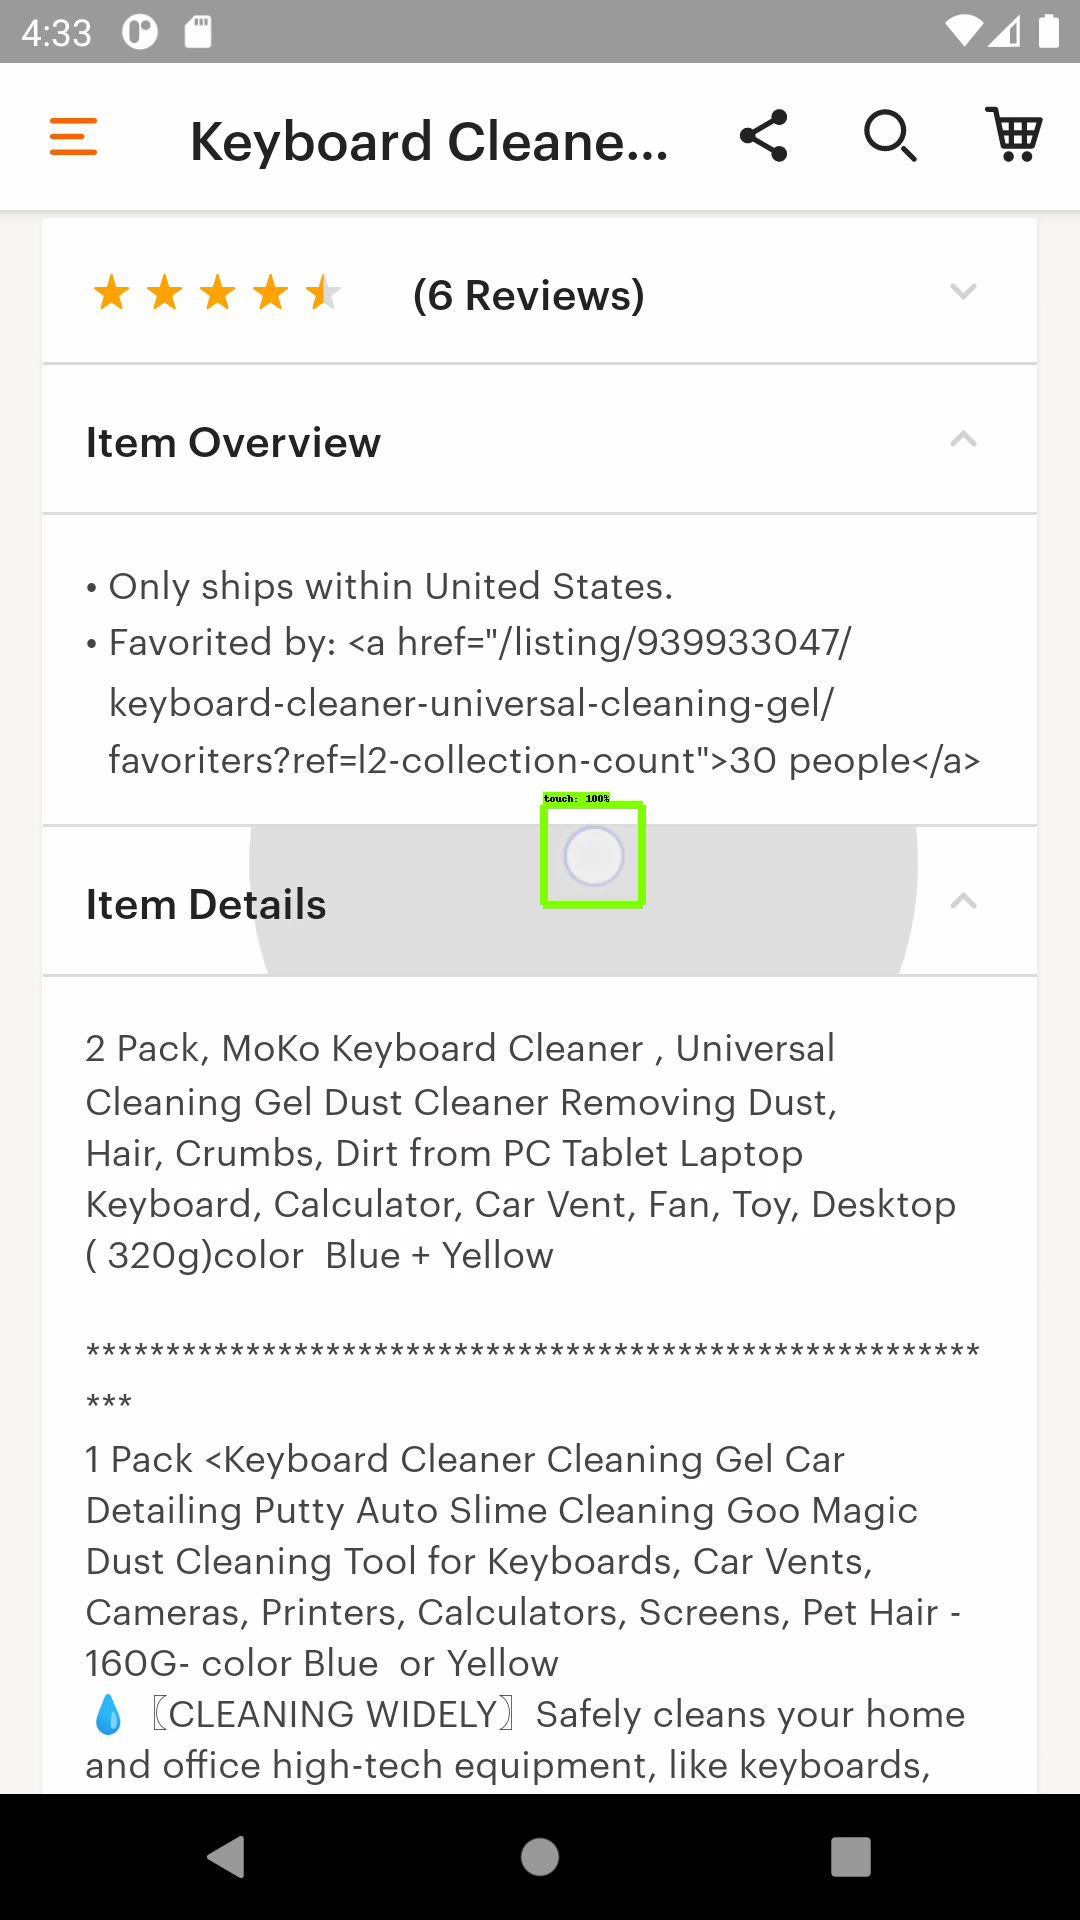 4:33
Keyboard Cleane...
(6 Reviews)
Item Overview
• Only ships within United States.
• Favorited by: <a href="/listing/939933047/
keyboard-cleaner-universal-cleaning-gel/
favoriters?ref=l2-collection-count">30 people</a>
touch: 100%
Item Details
2 Pack, MoKo Keyboard Cleaner , Universal
Cleaning Gel Dust Cleaner Removing Dust,
Hair, Crumbs, Dirt from PC Tablet Laptop
Keyboard, Calculator, Car Vent, Fan, Toy, Desktop
( 320g)color  Blue + Yellow
********************************************************
***
1 Pack <Keyboard Cleaner Cleaning Gel Car
Detailing Putty Auto Slime Cleaning Goo Magic
Dust Cleaning Tool for Keyboards, Car Vents,
Cameras, Printers, Calculators, Screens, Pet Hair -
160G- color Blue  or Yellow
💧〖CLEANING WIDELY〗Safely cleans your home
and office high-tech equipment, like keyboards,